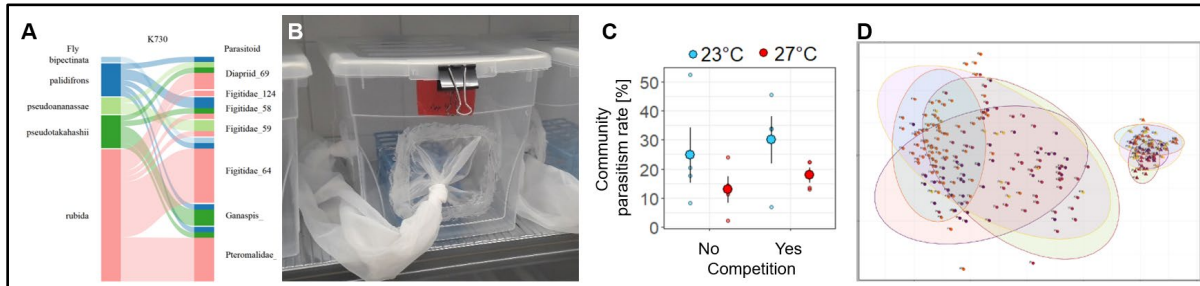 A
Fly
K730
Parasitoid
bipectinata
palidifrons
pseudoananassae
pseudotakahashii
rubida
Diapriid_69
Figitidae_124
Figitidae_58
Figitidae_59
Figitidae_64
Ganaspis_
Pteromalidae_
B
C
23°C
27°C
Community
parasitism rate [%]
50
40
30
20
10
0
No
Yes
Competition
D